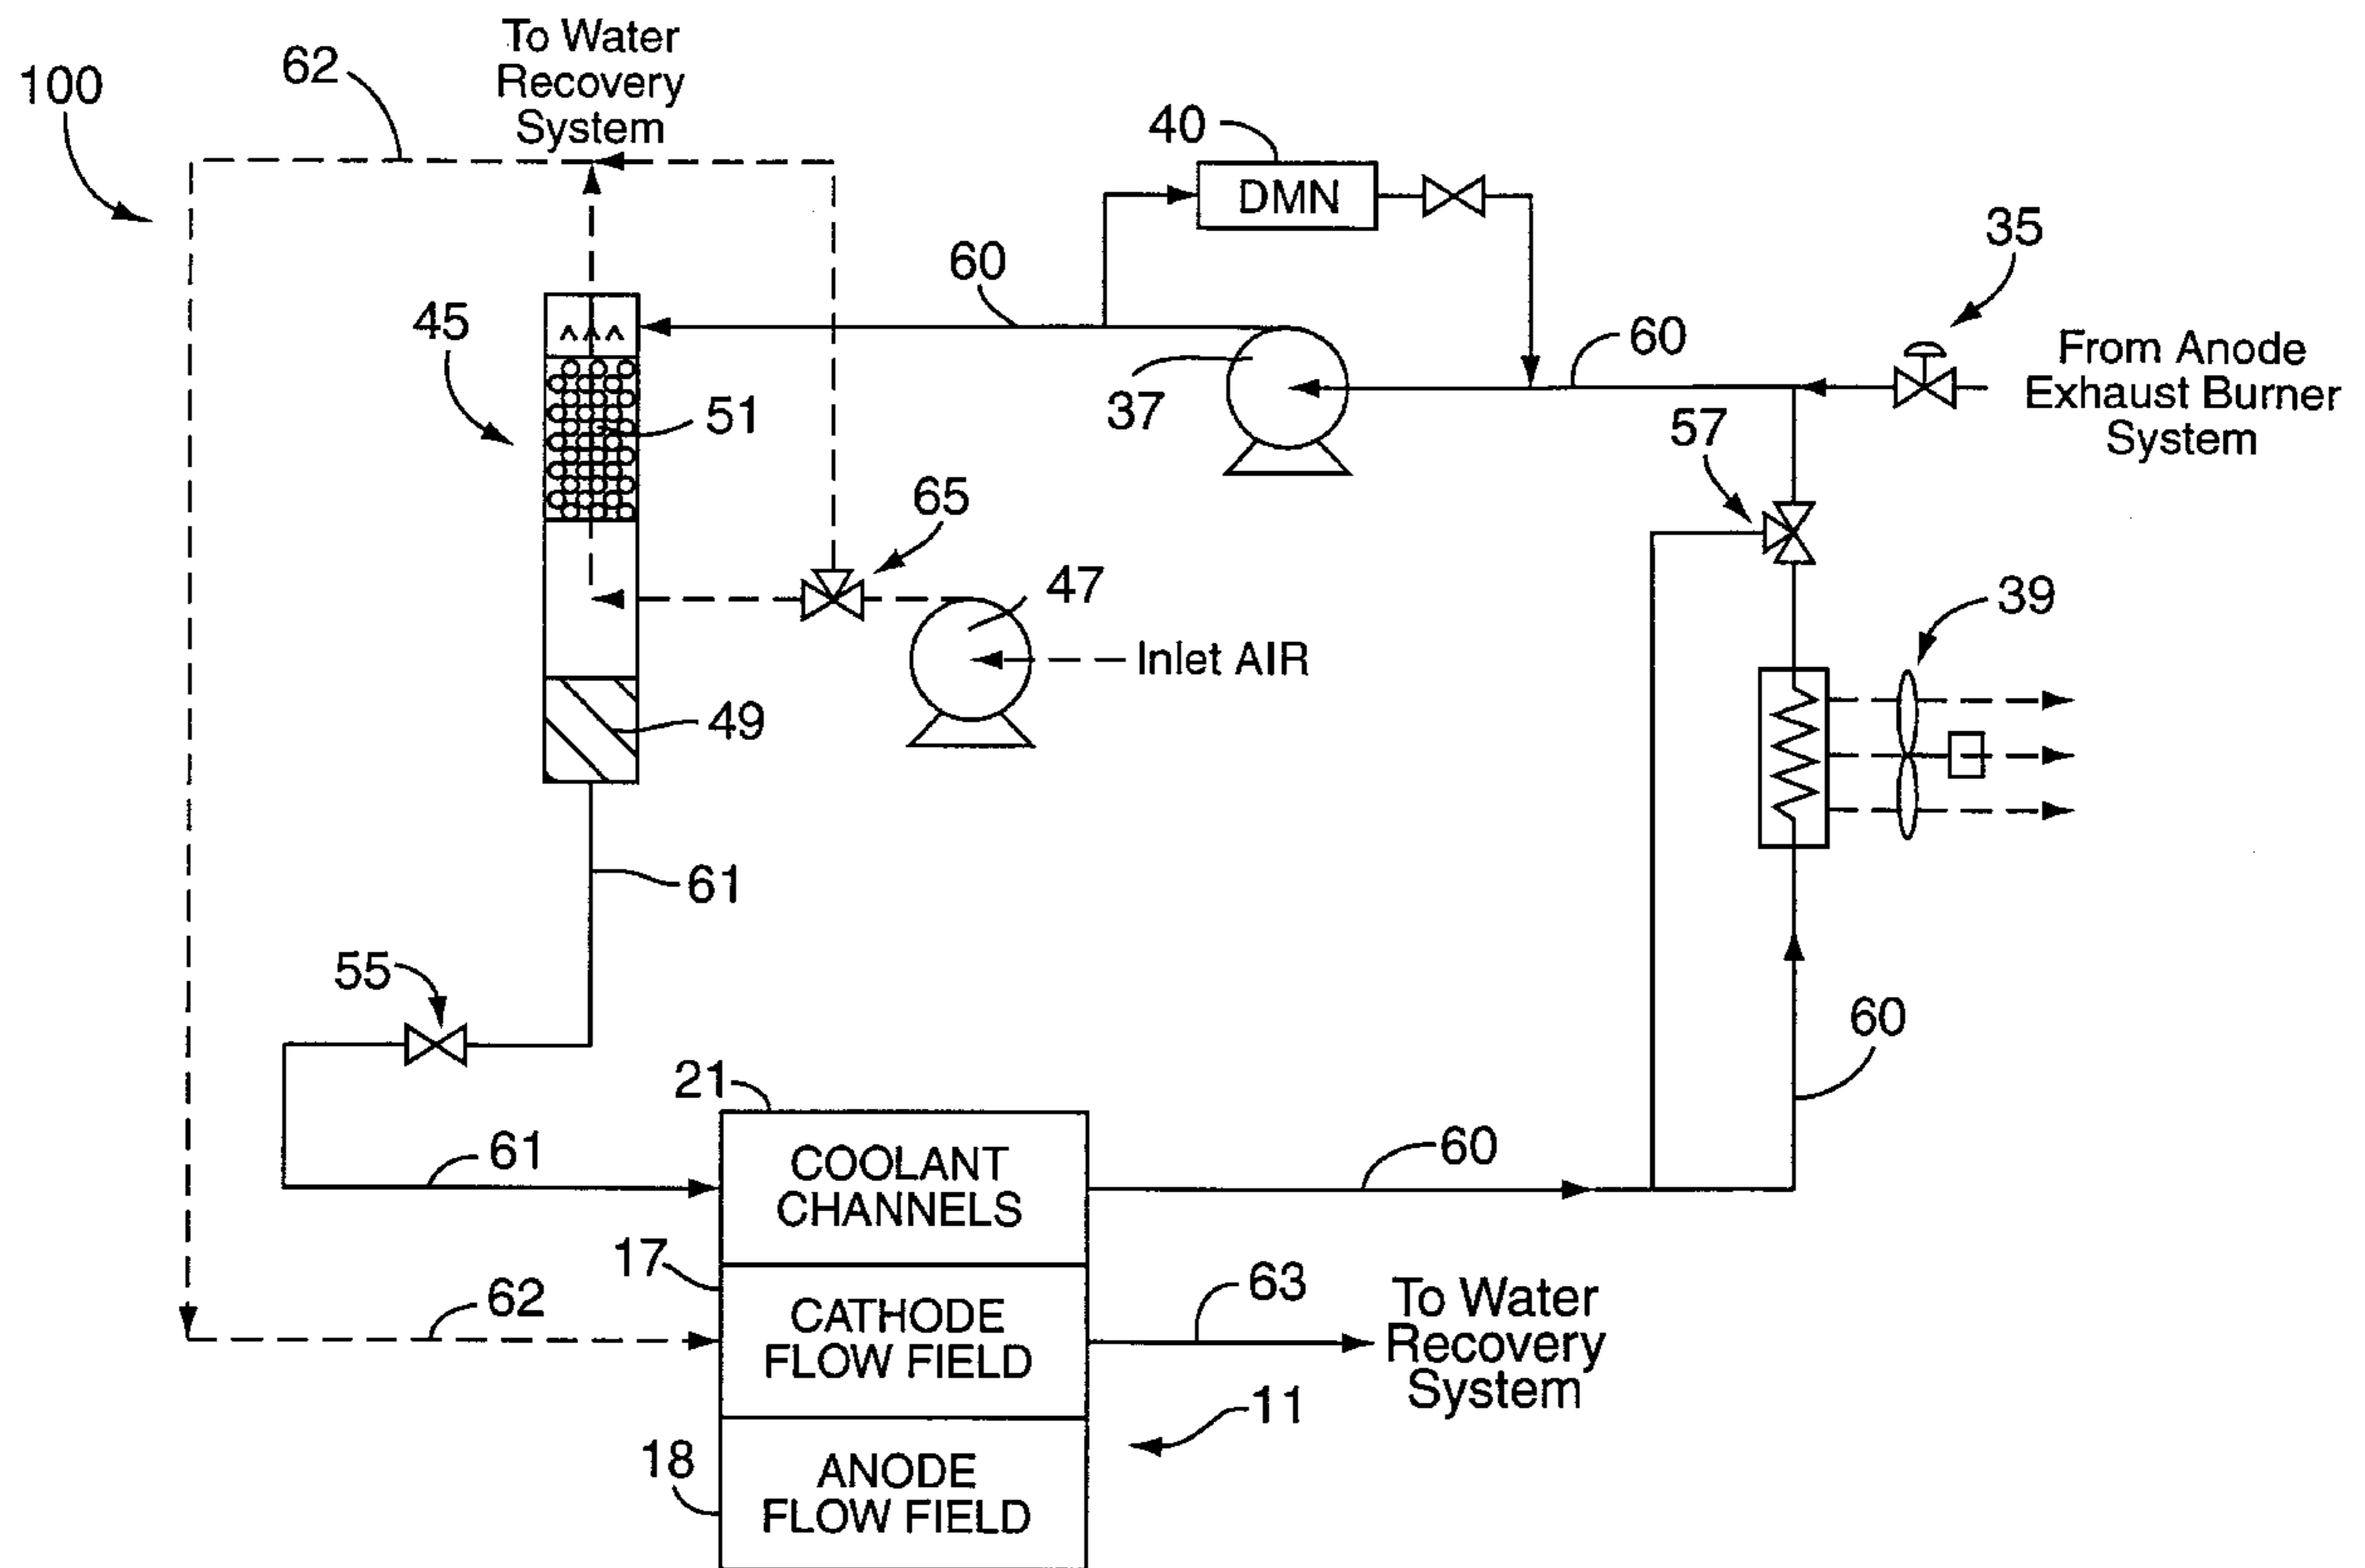 To Water
Recovery
System
62
100
40
DMN
35
60
45
60
From Anode
Exhaust Burner
System
37
51
57
65
47
39
Inlet AIR
49
61
55
60
21
61
COOLANT
CHANNELS
60
17
62
CATHODE
FLOW FIELD
63
To Water
Recovery
System
11
18
ANODE
FLOW FIELD